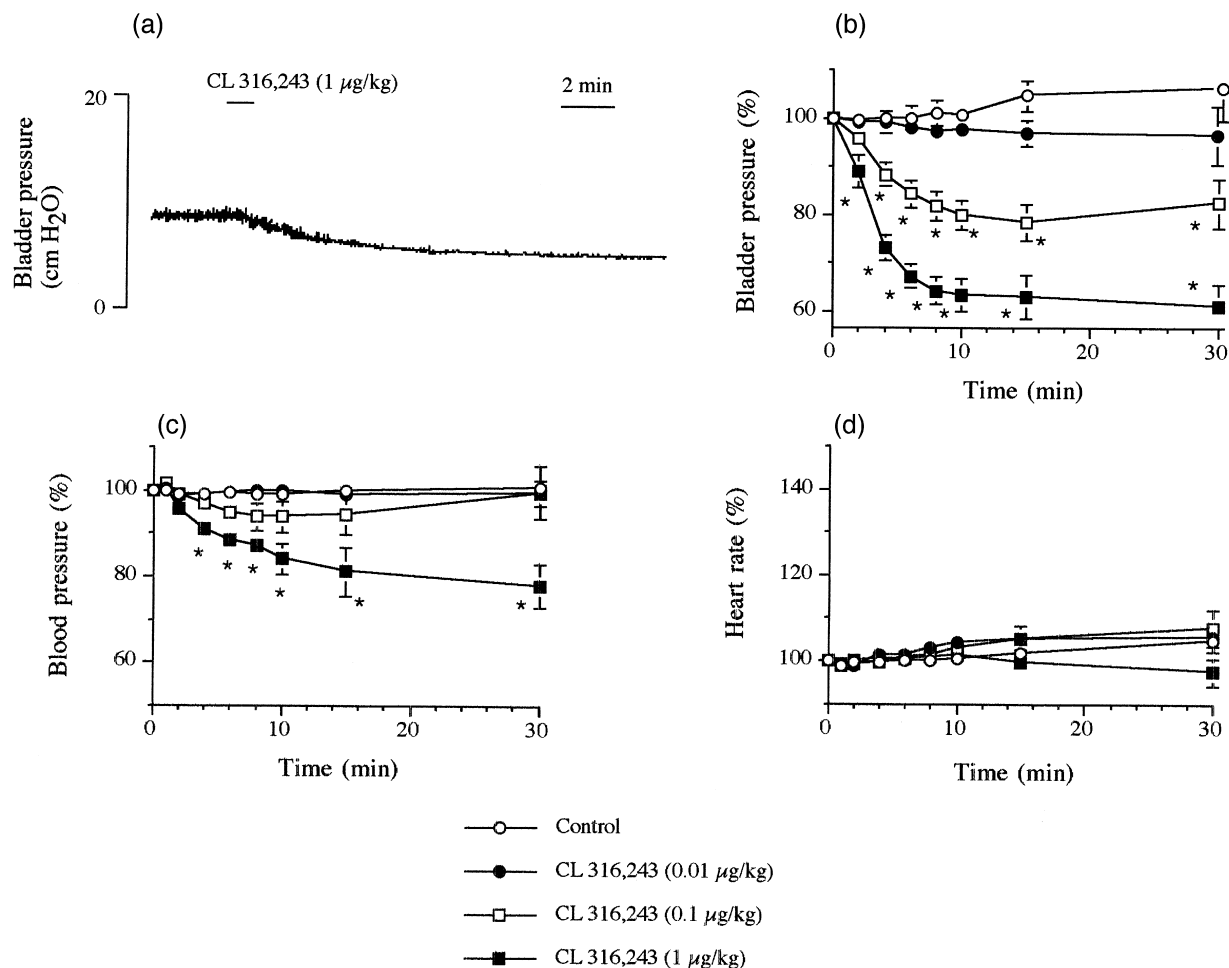 (a)
CL 316,243 (1 µg/kg)
2 min
20
0
Bladder pressure
(cm H2O)
(b)
Bladder pressure (%)
100
80
60
0
10
20
30
Time (min)
*
*
*
*
*
*
*
*
*
*
*
*
*
(c)
Blood pressure (%)
100
80
60
0
10
20
30
Time (min)
*
*
*
*
*
*
(d)
Heart rate (%)
140
120
100
0
10
20
30
Time (min)
Control
CL 316,243 (0.01 µg/kg)
CL 316,243 (0.1 µg/kg)
CL 316,243 (1 µg/kg)